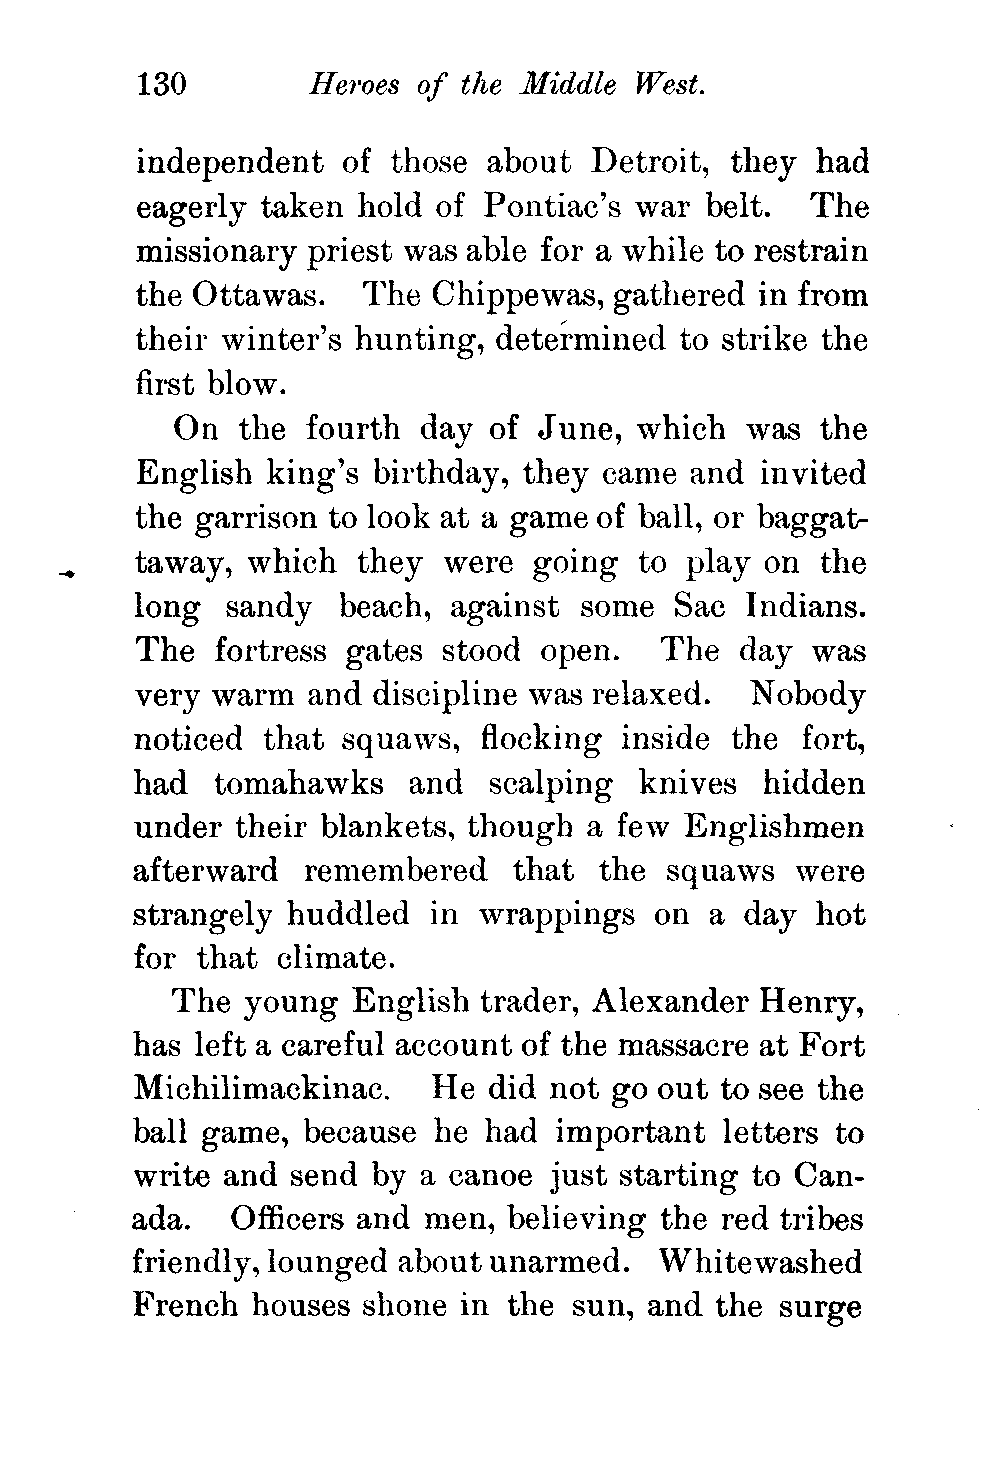 130 Heroes of the Middle West.
independent of those about Detroit, they had
eagerly taken hold of Pontiac's war belt. The
missionary priest was able for a while to restrain
the Ottawas. The Chippewas, gathered in from
their winter's hunting, determined to strike the
first blow.
On the fourth day of June, which was the
English king's birthday, they came and invited
the garrison to look at a game of ball, or baggat-
taway, which they were going to play on the
long sandy beach, against some Sac Indians.
The fortress gates stood open. The day was
very warm and discipline was relaxed. Nobody
noticed that squaws, flocking inside the fort,
had tomahawks and scalping knives hidden
under their blankets, though a few Englishmen
afterward remembered that the squaws were
strangely huddled in wrappings on a day hot
for that climate.
The young English trader, Alexander Henry,
has left a careful account of the massacre at Fort
Michilimackinac. He did not go out to see the
ball game, because he had important letters to
write and send by a canoe just starting to Can-
ada. Officers and men, believing the red tribes
friendly, lounged about unarmed. Whitewashed
French houses shone in the sun, and the surge